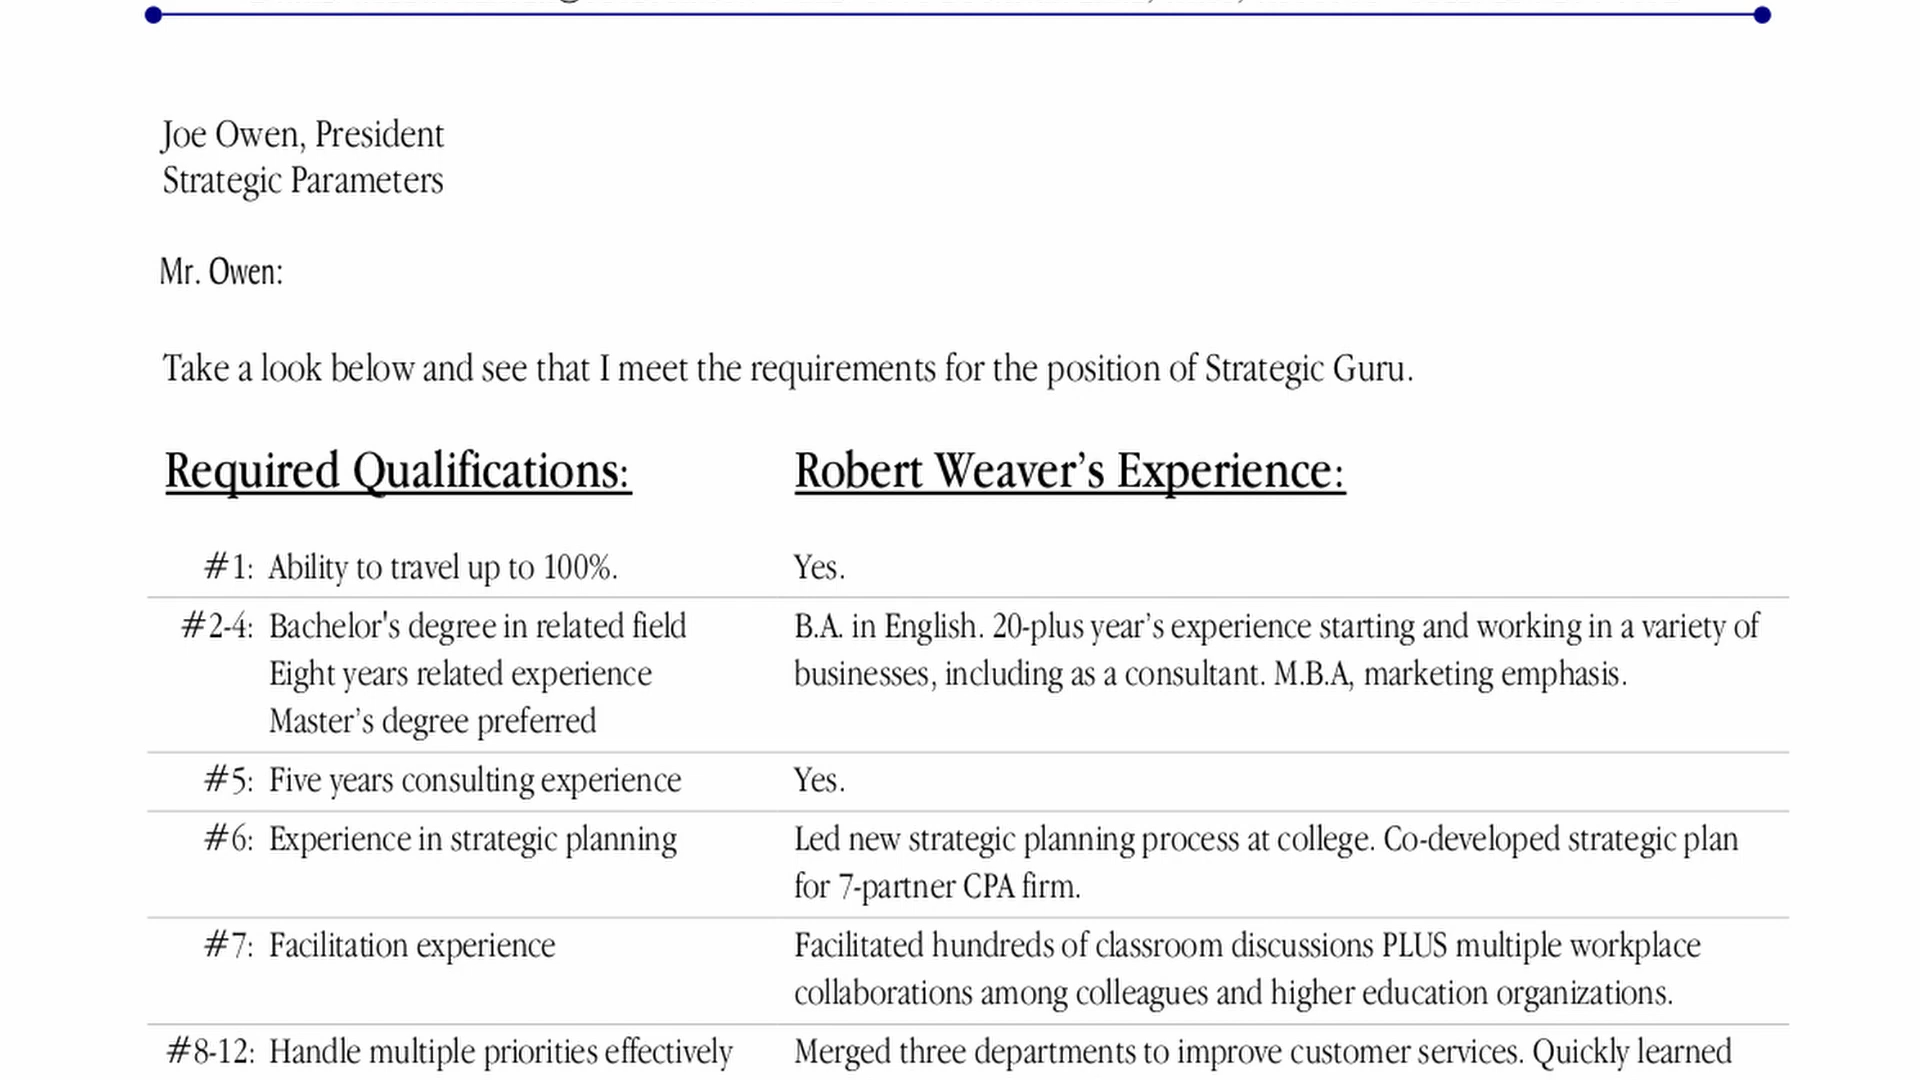 Joe Owen, President
Strategic Parameters
Mr. Owen:
Take a look below and see that I meet the requirements for the position of Strategic Guru.
Required Qualifications: Robert Weaver’s Experience:
#1: Ability to travel up to 100%. Yes.
#2-4: Bachelor's degree in related field B.A. in English. 20-plus year’s experience starting and working in a variety of
Eight years related experience businesses, including as a consultant. M.B.A, marketing emphasis.
Master’s degree preferred
#5: Five years consulting experience Yes.
#6: Experience in strategic planning Led new strategic planning process at college. Co-developed strategic plan
for 7-partner CPA firm.
#7: Facilitation experience Facilitated hundreds of classroom discussions PLUS multiple workplace
collaborations among colleagues and higher education organizations.
#8-12: Handle multiple priorities effectively Merged three departments to improve customer services. Quickly learned